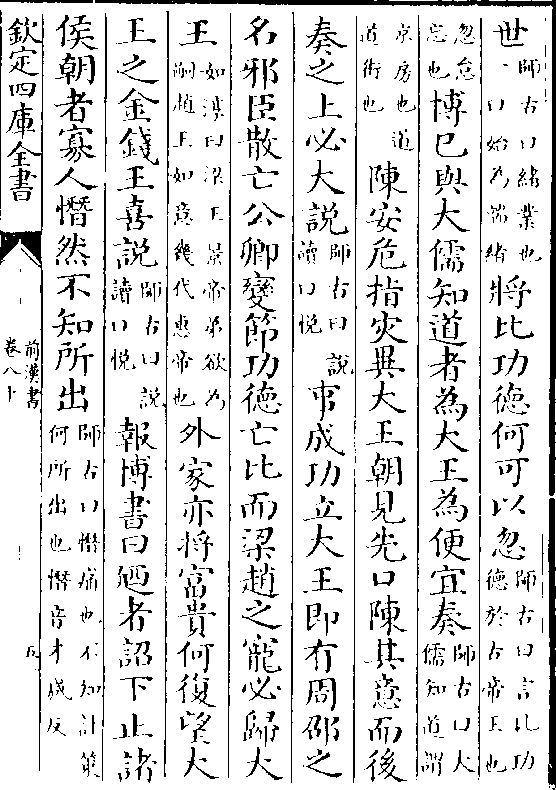 世師古曰緒業也一曰始為端緒將比功德何可以忽師古曰言比功德於古帝王也
忽怠忘也博已與大儒知道者為大王為便宜奏師古曰大儒知道謂
京房也道道術也陳安危指災異大王朝見先口陳其意而後
奏之上必大說師古曰說讀曰悅事成功立大王即有周邵之
名邪臣散亡公卿變節功德亡比而梁趙之寵必歸大
王如淳曰梁王景帝弟欲為嗣趙王如意幾代惠帝也外家亦將富貴何復望大
王之金錢王喜說師古曰說讀曰悅報博書曰廼者詔下止諸
侯朝者寡人憯然不知所出師古曰憯痛也不知計策何所出也憯音才感反
欽定四庫全書
前漢書
卷八十
五